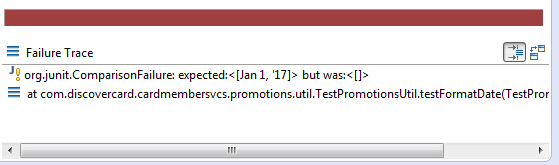 Failure Trace
org.junit.ComparisonFailure: expected:<[Jan 1, '17]> but was:<[]>
at com.discovercard.cardmembersvcs.promotions.util.TestPromotionsUtil.testFormatDate(TestPror